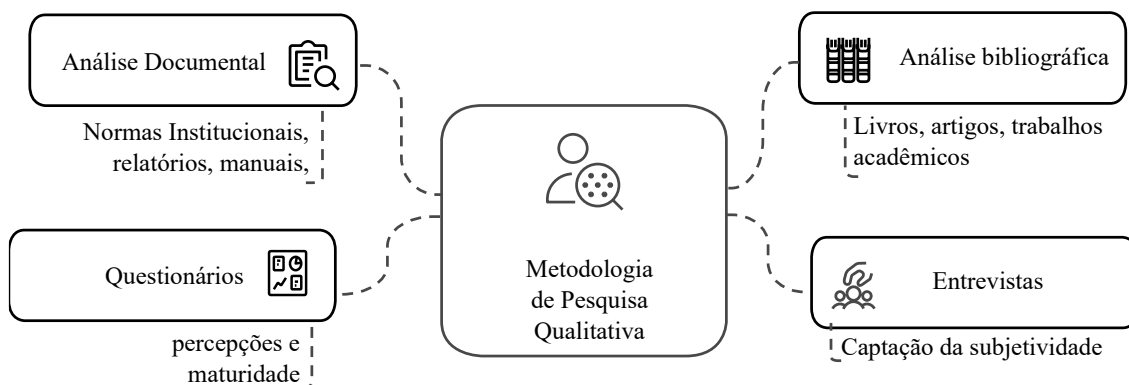 Análise Documental
Normas Institucionais,
relatórios, manuais,
Questionários
percepções e
maturidade
Metodologia
de Pesquisa
Qualitativa
Análise bibliográfica
Livros, artigos, trabalhos
acadêmicos
Entrevistas
Captação da subjetividade